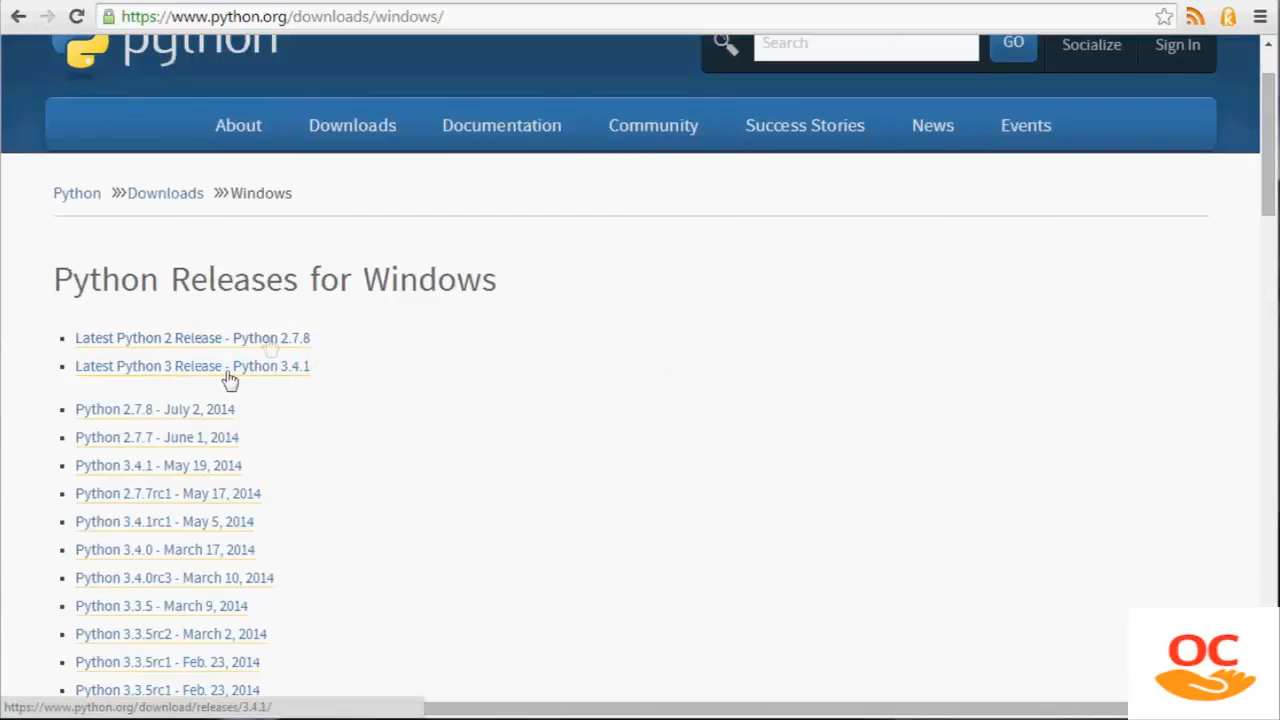 https://www.python.org/downloads/windows/
python
Search
GO
Socialize
Sign In
About
Downloads
Documentation
Community
Success Stories
News
Events
Python »» Downloads »» Windows
Python Releases for Windows
Latest Python 2 Release - Python 2.7.8
Latest Python 3 Release - Python 3.4.1
Python 2.7.8 - July 2, 2014
Python 2.7.7 - June 1, 2014
Python 3.4.1 - May 19, 2014
Python 2.7.7rc1 - May 17, 2014
Python 3.4.1rc1 - May 5, 2014
Python 3.4.0 - March 17, 2014
Python 3.4.0rc3 - March 10, 2014
Python 3.3.5 - March 9, 2014
Python 3.3.5rc2 - March 2, 2014
Python 3.3.5rc1 - Feb. 23, 2014
Python 3.3.5rc1 - Feb. 23, 2014
https://www.python.org/download/releases/3.4.1/
OC